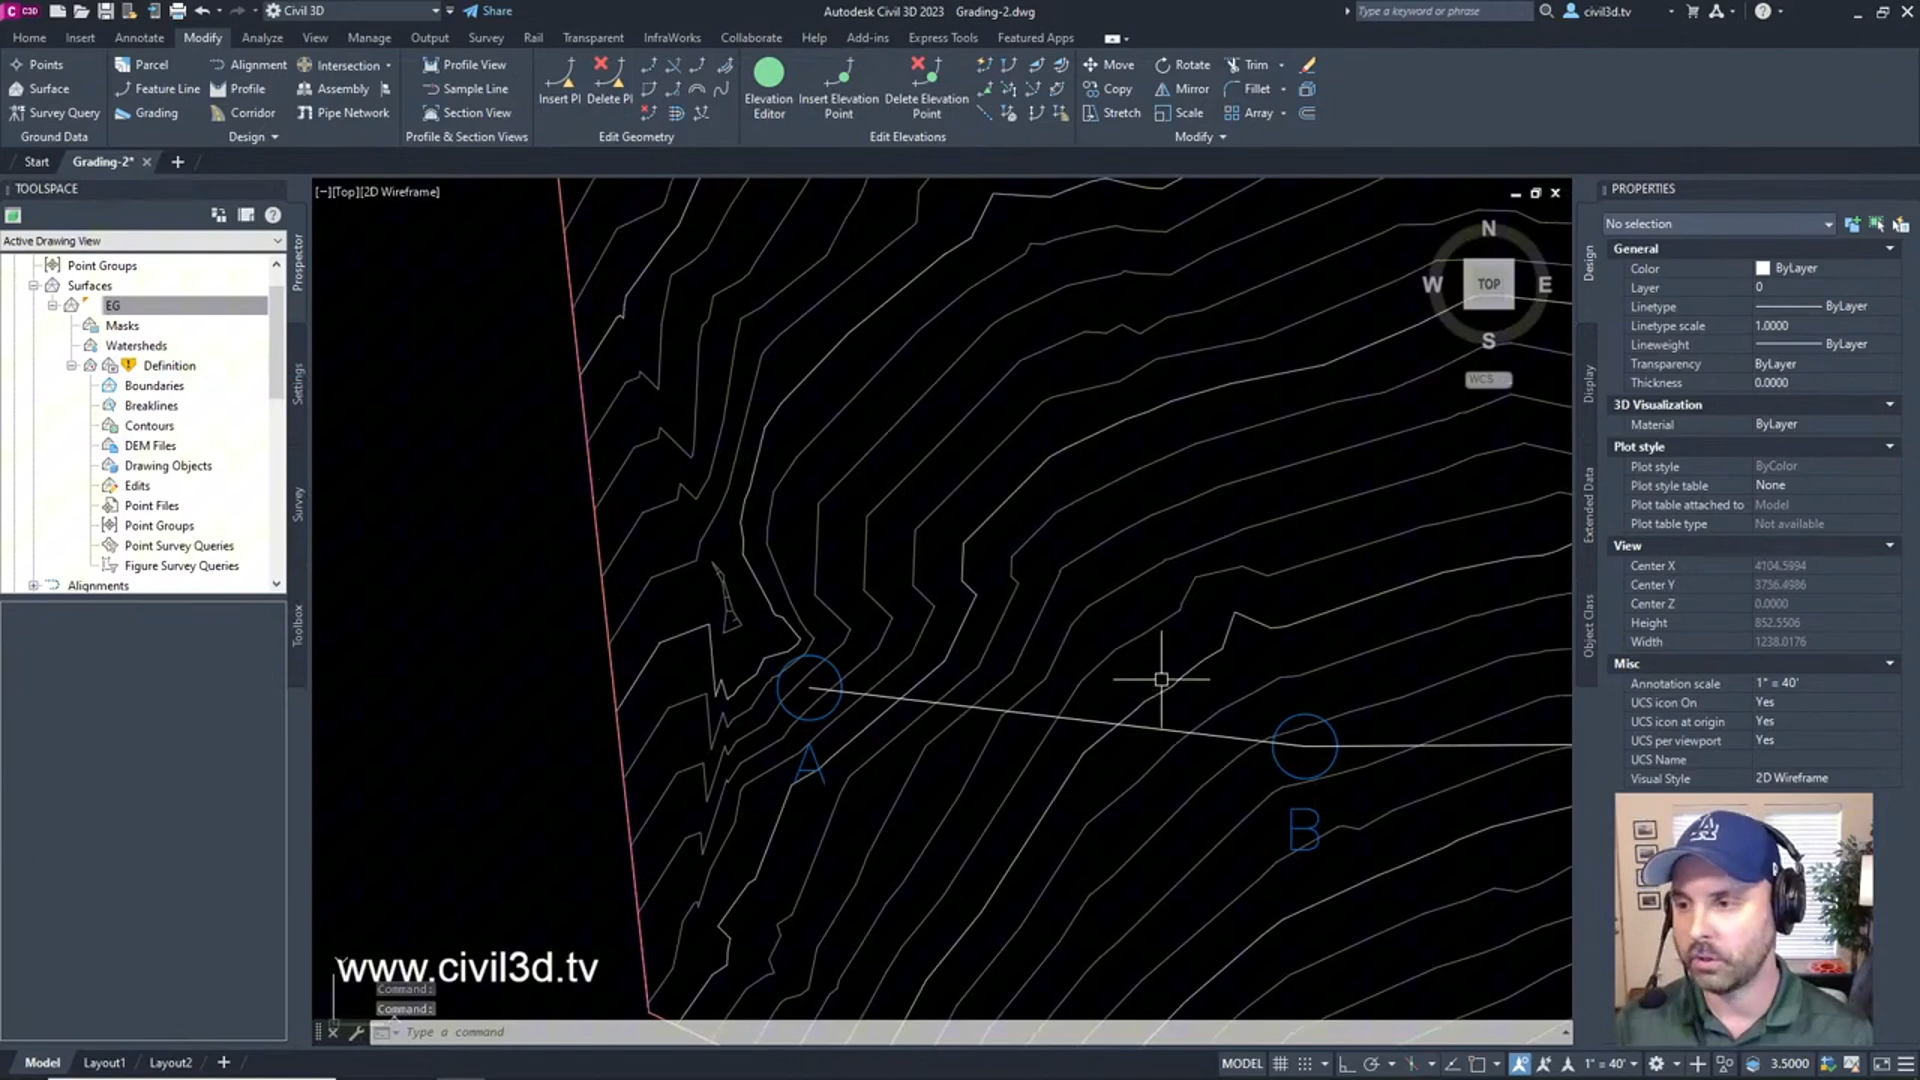 C3D
Civil 3D
Share
Autodesk Civil 3D 2023 Grading-2.dwg
Type a keyword or phrase
civil3d.tv
Home Insert Annotate Modify Analyze View Manage Output Survey Rail Transparent InfraWorks Collaborate Help Add-ins Express Tools Featured Apps
Points
Surface
Survey Query
Ground Data
Parcel
Feature Line
Grading
Alignment
Profile
Corridor
Intersection
Assembly
Pipe Network
Design
Profile View
Sample Line
Section View
Profile & Section Views
Insert PI
Delete PI
Edit Geometry
Elevation Editor
Insert Elevation Point
Delete Elevation Point
Edit Elevations
Move
Copy
Stretch
Rotate
Mirror
Scale
Trim
Fillet
Array
Modify
Start
Grading-2*
TOOLSPACE
Active Drawing View
Point Groups
Surfaces
EG
Masks
Watersheds
Definition
Boundaries
Breaklines
Contours
DEM Files
Drawing Objects
Edits
Point Files
Point Groups
Point Survey Queries
Figure Survey Queries
Alignments
Prospector
Settings
Survey
Toolbox
[−][Top][2D Wireframe]
N
W
TOP
E
S
WCS
A
B
www.civil3d.tv
Command:
Command:
Type a command
PROPERTIES
No selection
General
Color ByLayer
Layer 0
Linetype ByLayer
Linetype scale 1.0000
Lineweight ByLayer
Transparency ByLayer
Thickness 0.0000
3D Visualization
Material ByLayer
Plot style
Plot style ByColor
Plot style table None
Plot table attached to Model
Plot table type Not available
View
Center X 4104.5994
Center Y 3756.4986
Center Z 0.0000
Height 852.5506
Width 1238.0176
Misc
Annotation scale 1" = 40'
UCS icon On Yes
UCS icon at origin Yes
UCS per viewport Yes
UCS Name
Visual Style 2D Wireframe
Design
Display
Extended Data
Object Class
Model Layout1 Layout2
MODEL
1" = 40'
3.5000